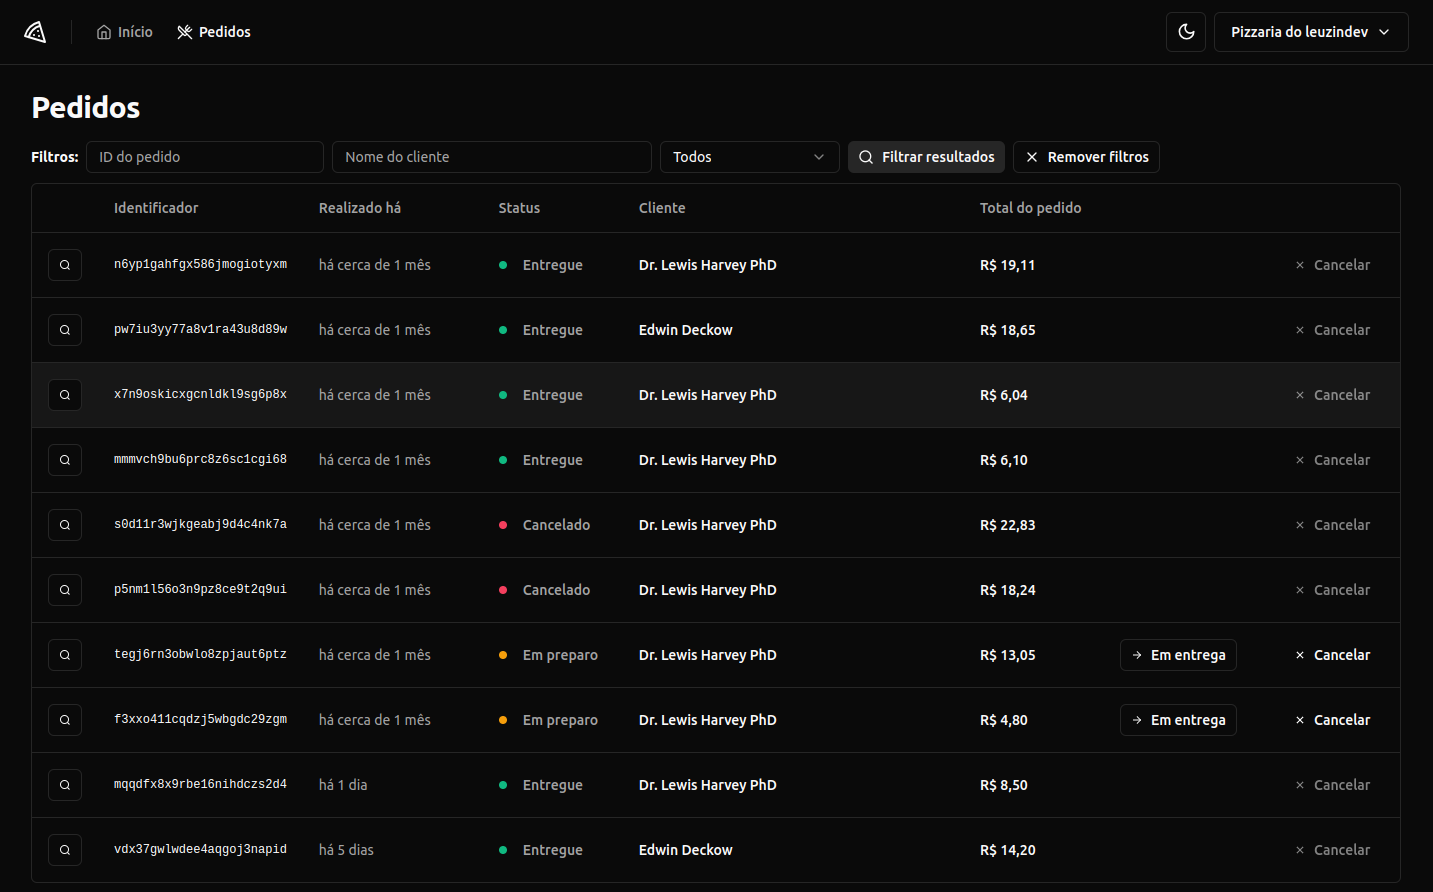 Início Pedidos Pizzaria do leuzindev
Pedidos
Filtros: ID do pedido Nome do cliente Todos Filtrar resultados Remover filtros
Identificador Realizado há Status Cliente Total do pedido
n6yp1gahfgx586jmogiotyxm há cerca de 1 mês Entregue Dr. Lewis Harvey PhD R$ 19,11 Cancelar
pw7iu3yy77a8v1ra43u8d89w há cerca de 1 mês Entregue Edwin Deckow R$ 18,65 Cancelar
x7n9oskicxgcnldkl9sg6p8x há cerca de 1 mês Entregue Dr. Lewis Harvey PhD R$ 6,04 Cancelar
mmmvch9bu6prc8z6sc1cgi68 há cerca de 1 mês Entregue Dr. Lewis Harvey PhD R$ 6,10 Cancelar
s0d11r3wjkgeabj9d4c4nk7a há cerca de 1 mês Cancelado Dr. Lewis Harvey PhD R$ 22,83 Cancelar
p5nm1l56o3n9pz8ce9t2q9ui há cerca de 1 mês Cancelado Dr. Lewis Harvey PhD R$ 18,24 Cancelar
tegj6rn3obwlo8zpjaut6ptz há cerca de 1 mês Em preparo Dr. Lewis Harvey PhD R$ 13,05 Em entrega Cancelar
f3xxo411cqdzj5wbgdc29zgm há cerca de 1 mês Em preparo Dr. Lewis Harvey PhD R$ 4,80 Em entrega Cancelar
mqqdfx8x9rbe16nihdczs2d4 há 1 dia Entregue Dr. Lewis Harvey PhD R$ 8,50 Cancelar
vdx37gwlwdee4aqgoj3napid há 5 dias Entregue Edwin Deckow R$ 14,20 Cancelar